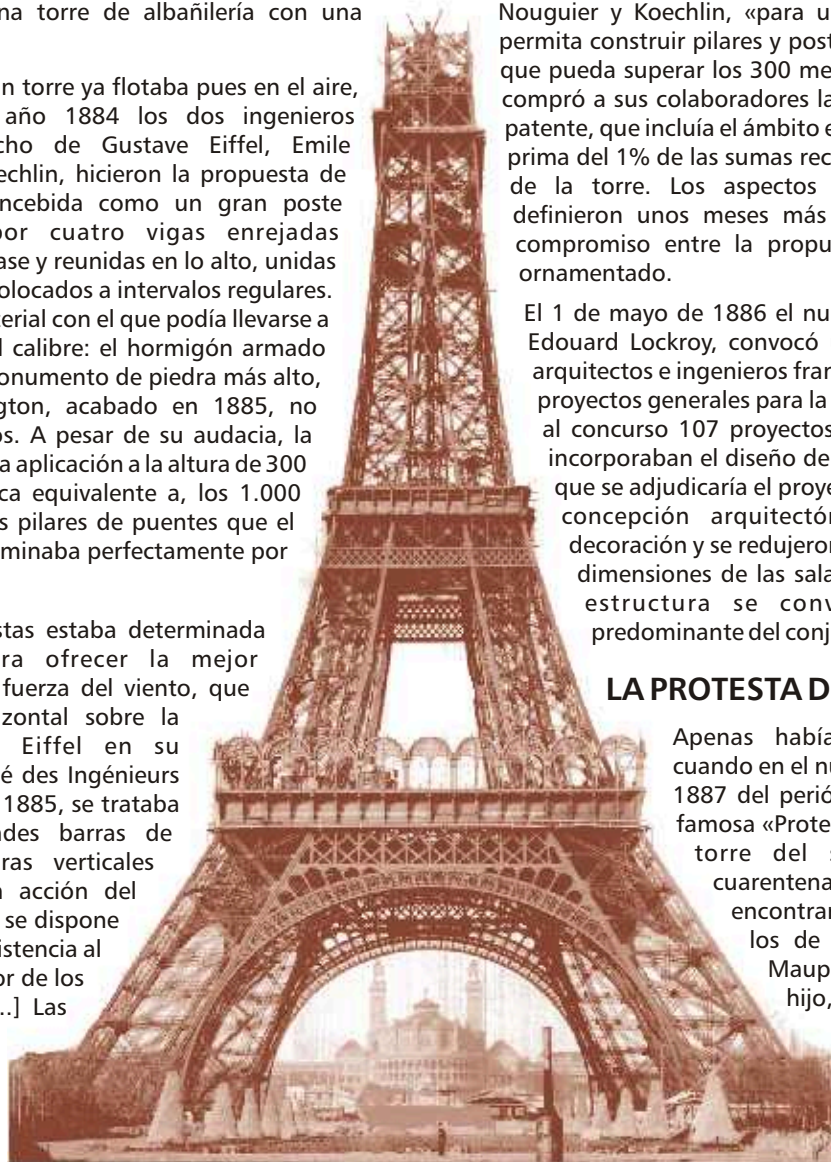 na torre de albañilería con una
n torre ya flotaba pues en el aire,
año 1884 los dos ingenieros
cho de Gustave Eiffel, Emile
echlin, hicieron la propuesta de
ncebida como un gran poste
por cuatro vigas enrejadas
ase y reunidas en lo alto, unidas
olocados a intervalos regulares.
terial con el que podía llevarse a
l calibre: el hormigón armado
onumento de piedra más alto,
gton, acabado en 1885, no
os. A pesar de su audacia, la
a aplicación a la altura de 300
ca equivalente a, los 1.000
s pilares de puentes que el
minaba perfectamente por
stas estaba determinada
ra ofrecer la mejor
fuerza del viento, que
zontal sobre la
Eiffel en su
é des Ingénieurs
1885, se trataba
des barras de
ras verticales
n acción del
se dispone
istencia al
or de los
..] Las
Nouguier y Koechlin, «para u
permita construir pilares y post
que pueda superar los 300 me
compró a sus colaboradores la
patente, que incluía el ámbito e
prima del 1% de las sumas rec
de la torre. Los aspectos
definieron unos meses más
compromiso entre la propu
ornamentado.
El 1 de mayo de 1886 el nu
Edouard Lockroy, convocó
arquitectos e ingenieros fran
proyectos generales para la
al concurso 107 proyectos
incorporaban el diseño de
que se adjudicaría el proye
concepción arquitectón
decoración y se redujeron
dimensiones de las sala
estructura se conv
predominante del conj
LA PROTESTA D
Apenas había
cuando en el nu
1887 del perió
famosa «Prote
torre del s
cuarentena
encontrar
los de
Maup
hijo,